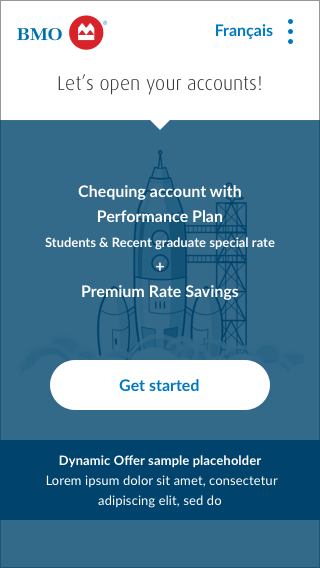 BMO
Français
Let's open your accounts!
Chequing account with
Performance Plan
Students & Recent graduate special rate
+
Premium Rate Savings
Get started
Dynamic Offer sample placeholder
Lorem ipsum dolor sit amet, consectetur
adipiscing elit, sed do